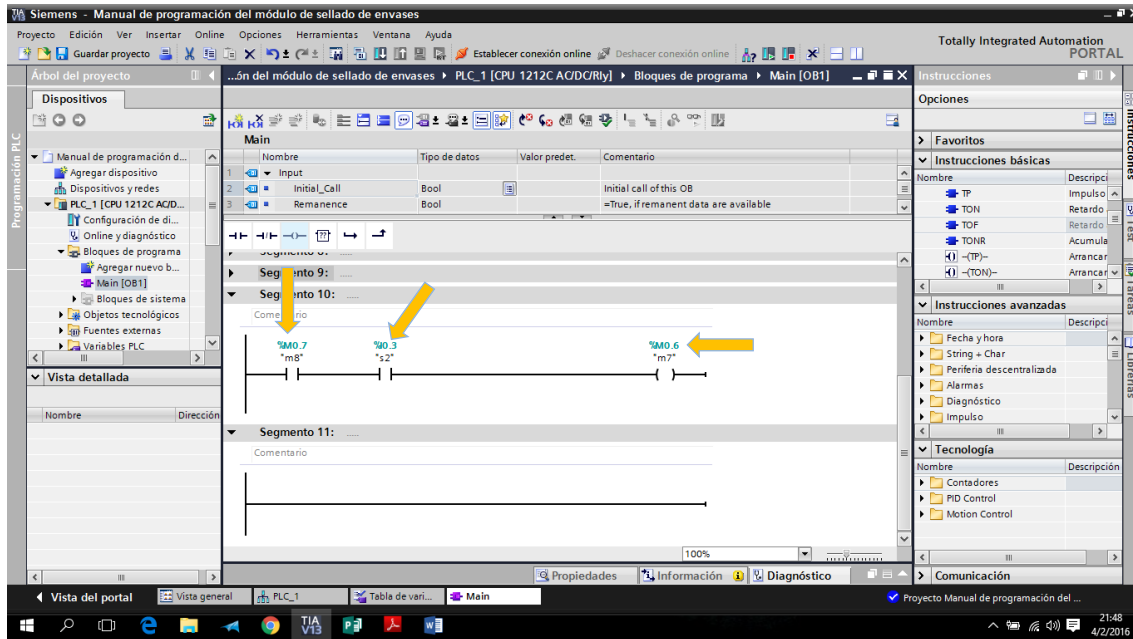 Siemens - Manual de programación del módulo de sellado de envases
Proyecto Edición Ver Insertar Online Opciones Herramientas Ventana Ayuda
Guardar proyecto
Establecer conexión online
Deshacer conexión online
Totally Integrated Automation
PORTAL
Árbol del proyecto
...ón del módulo de sellado de envases PLC_1 [CPU 1212C AC/DC/Rly] Bloques de programa Main [OB1]
Instrucciones
Dispositivos
Opciones
Programación PLC
Manual de programación d...
Agregar dispositivo
Dispositivos y redes
PLC_1 [CPU 1212C AC/D...
Configuración de di...
Online y diagnóstico
Bloques de programa
Agregar nuevo b...
Main [OB1]
Bloques de sistema
Objetos tecnológicos
Fuentes externas
Variables PLC
Vista detallada
Nombre Dirección
Main
Nombre Tipo de datos Valor predet. Comentario
1 Input
2 Initial_Call Bool Initial call of this OB
3 Remanence Bool =True, if remanent data are available
Segmento 9: .....
Segmento 10: .....
%M0.7 %I0.3 %M0.6
"m8" "s2" "m7"
Segmento 11: .....
Comentario
100%
Propiedades Información Diagnóstico
Favoritos
Instrucciones básicas
Nombre Descripci
TP Impulso
TON Retardo
TOF Retardo
TONR Acumula
-(TP)- Arrancar
-(TON)- Arrancar
Instrucciones avanzadas
Nombre Descripci
Fecha y hora
String + Char
Periferia descentralizada
Alarmas
Diagnóstico
Impulso
Tecnología
Nombre Descripción
Contadores
PID Control
Motion Control
Comunicación
Instrucciones
Test
Tareas
Librerías
Vista del portal Vista general PLC_1 Tabla de vari... Main
Proyecto Manual de programación del ...
TIA
V13
21:48
4/2/2016